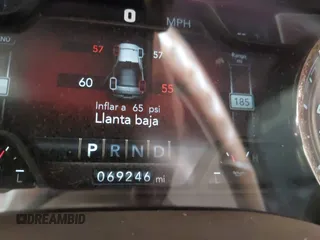 0 MPH
57 57
60 55
Inflar a 65 psi
Llanta baja
185
P R N D
069246 mi
L
E
DREAMBID